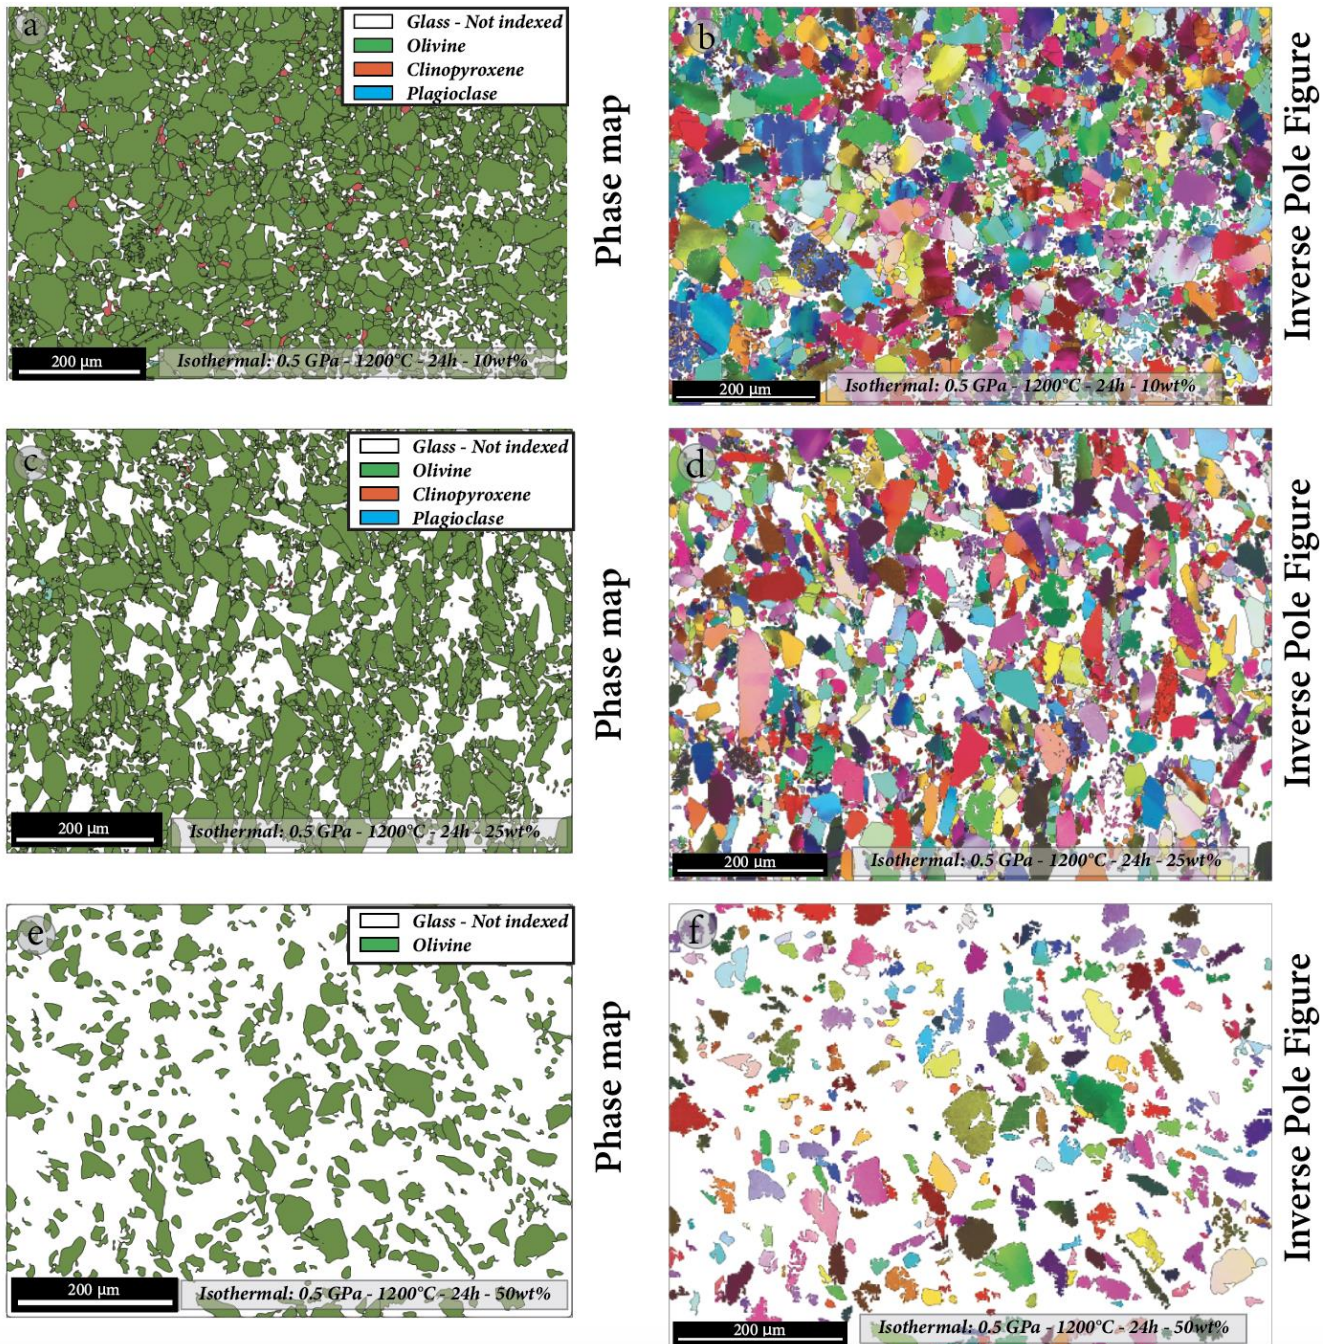 a
Glass - Not indexed
Olivine
Clinopyroxene
Plagioclase
200 μm
Isothermal: 0.5 GPa - 1200°C - 24h - 10wt%
Phase map
b
200 μm
Isothermal: 0.5 GPa - 1200°C - 24h - 10wt%
Inverse Pole Figure
c
Glass - Not indexed
Olivine
Clinopyroxene
Plagioclase
200 μm
Isothermal: 0.5 GPa - 1200°C - 24h - 25wt%
Phase map
d
200 μm
Isothermal: 0.5 GPa - 1200°C - 24h - 25wt%
Inverse Pole Figure
e
Glass - Not indexed
Olivine
200 μm
Isothermal: 0.5 GPa - 1200°C - 24h - 50wt%
Phase map
f
200 μm
Isothermal: 0.5 GPa - 1200°C - 24h - 50wt%
Inverse Pole Figure